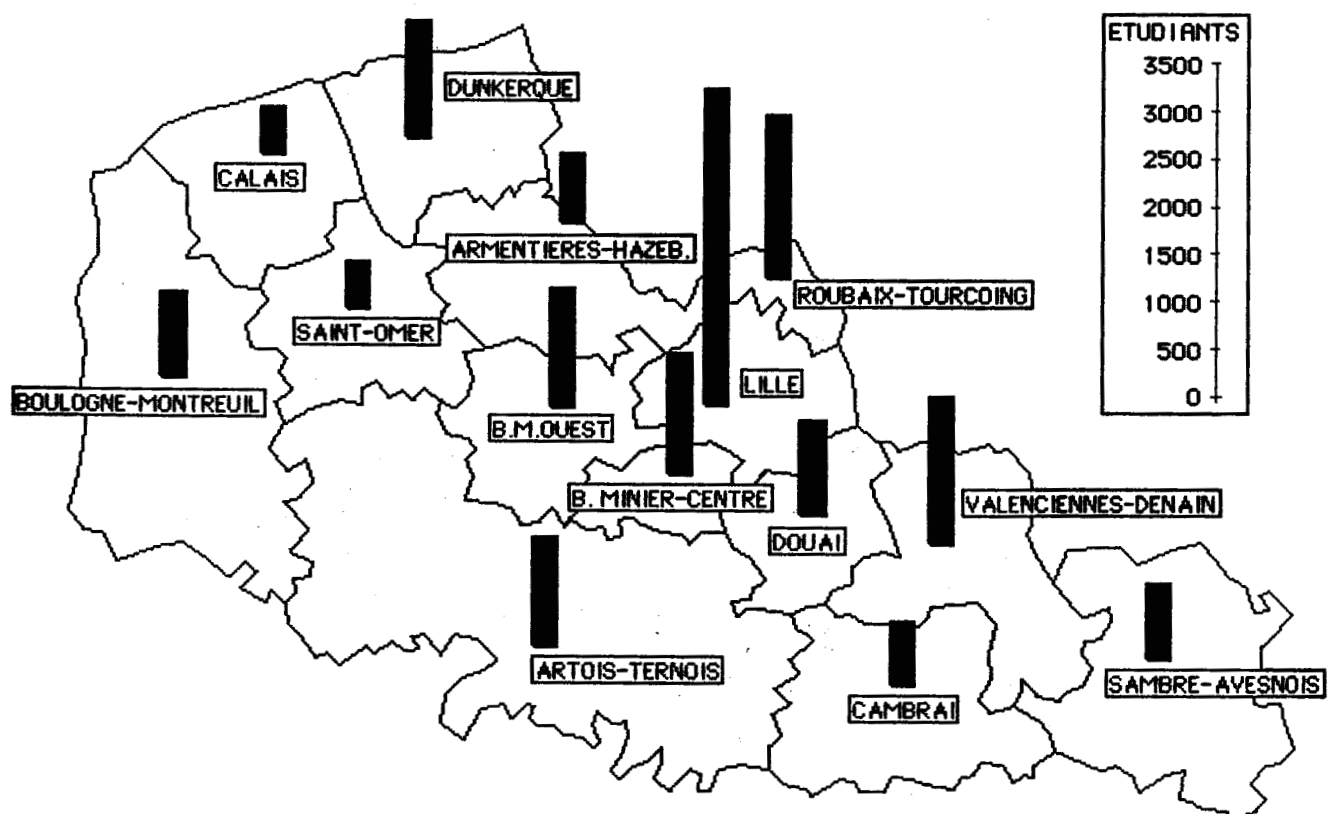 ETUDIANTS
3500
3000
2500
2000
1500
1000
500
0
DUNKERQUE
CALAIS
ARMENTIERES-HAZEB.
ROUBAIX-TOURCOING
SAINT-OMER
LILLE
BOULOGNE-MONTREUIL
B.M.OUEST
B. MINIER-CENTRE
VALENCIENNES-DENAIN
DOUAI
ARTOIS-TERNOIS
SAMBRE-AVESNOIS
CAMBRAI